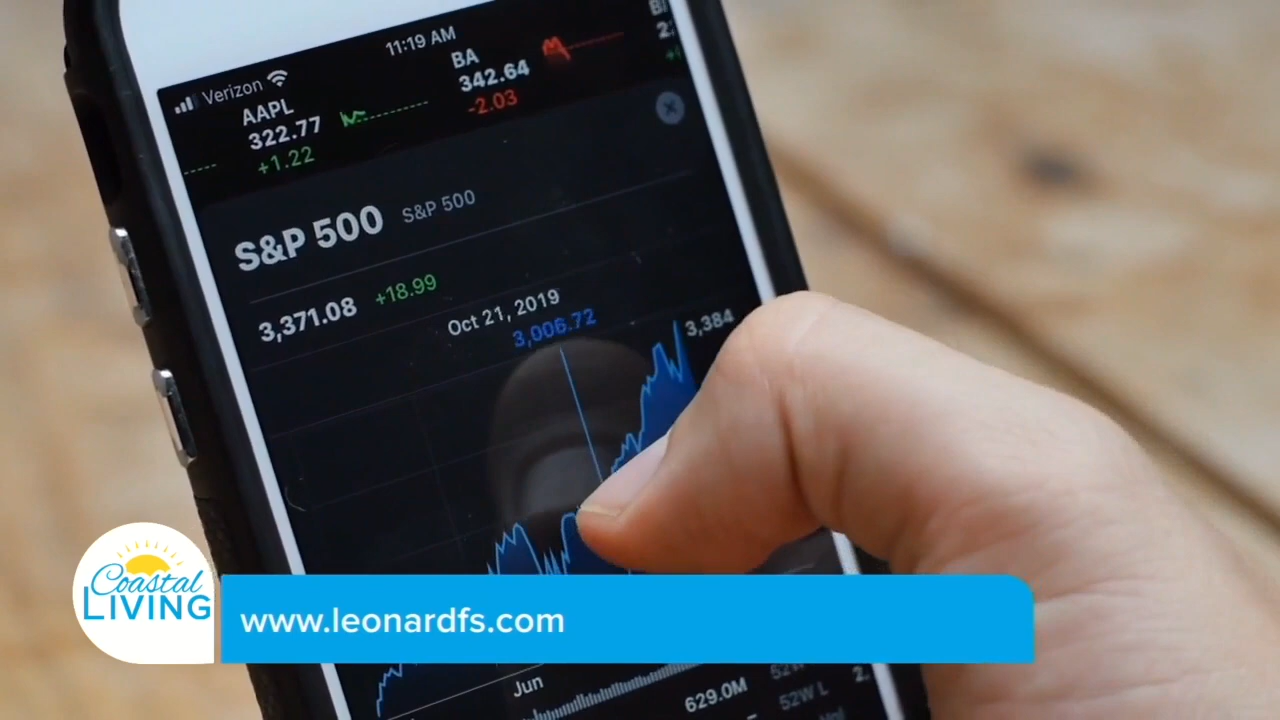 11:19 AM
Verizon
AAPL
322.77
+1.22
BA
342.64
-2.03
S&P 500 S&P 500
3,371.08 +18.99
Oct 21, 2019
3,006.72
3,384
Coastal
LIVING
www.leonardfs.com
Jun
629.0M
52W L